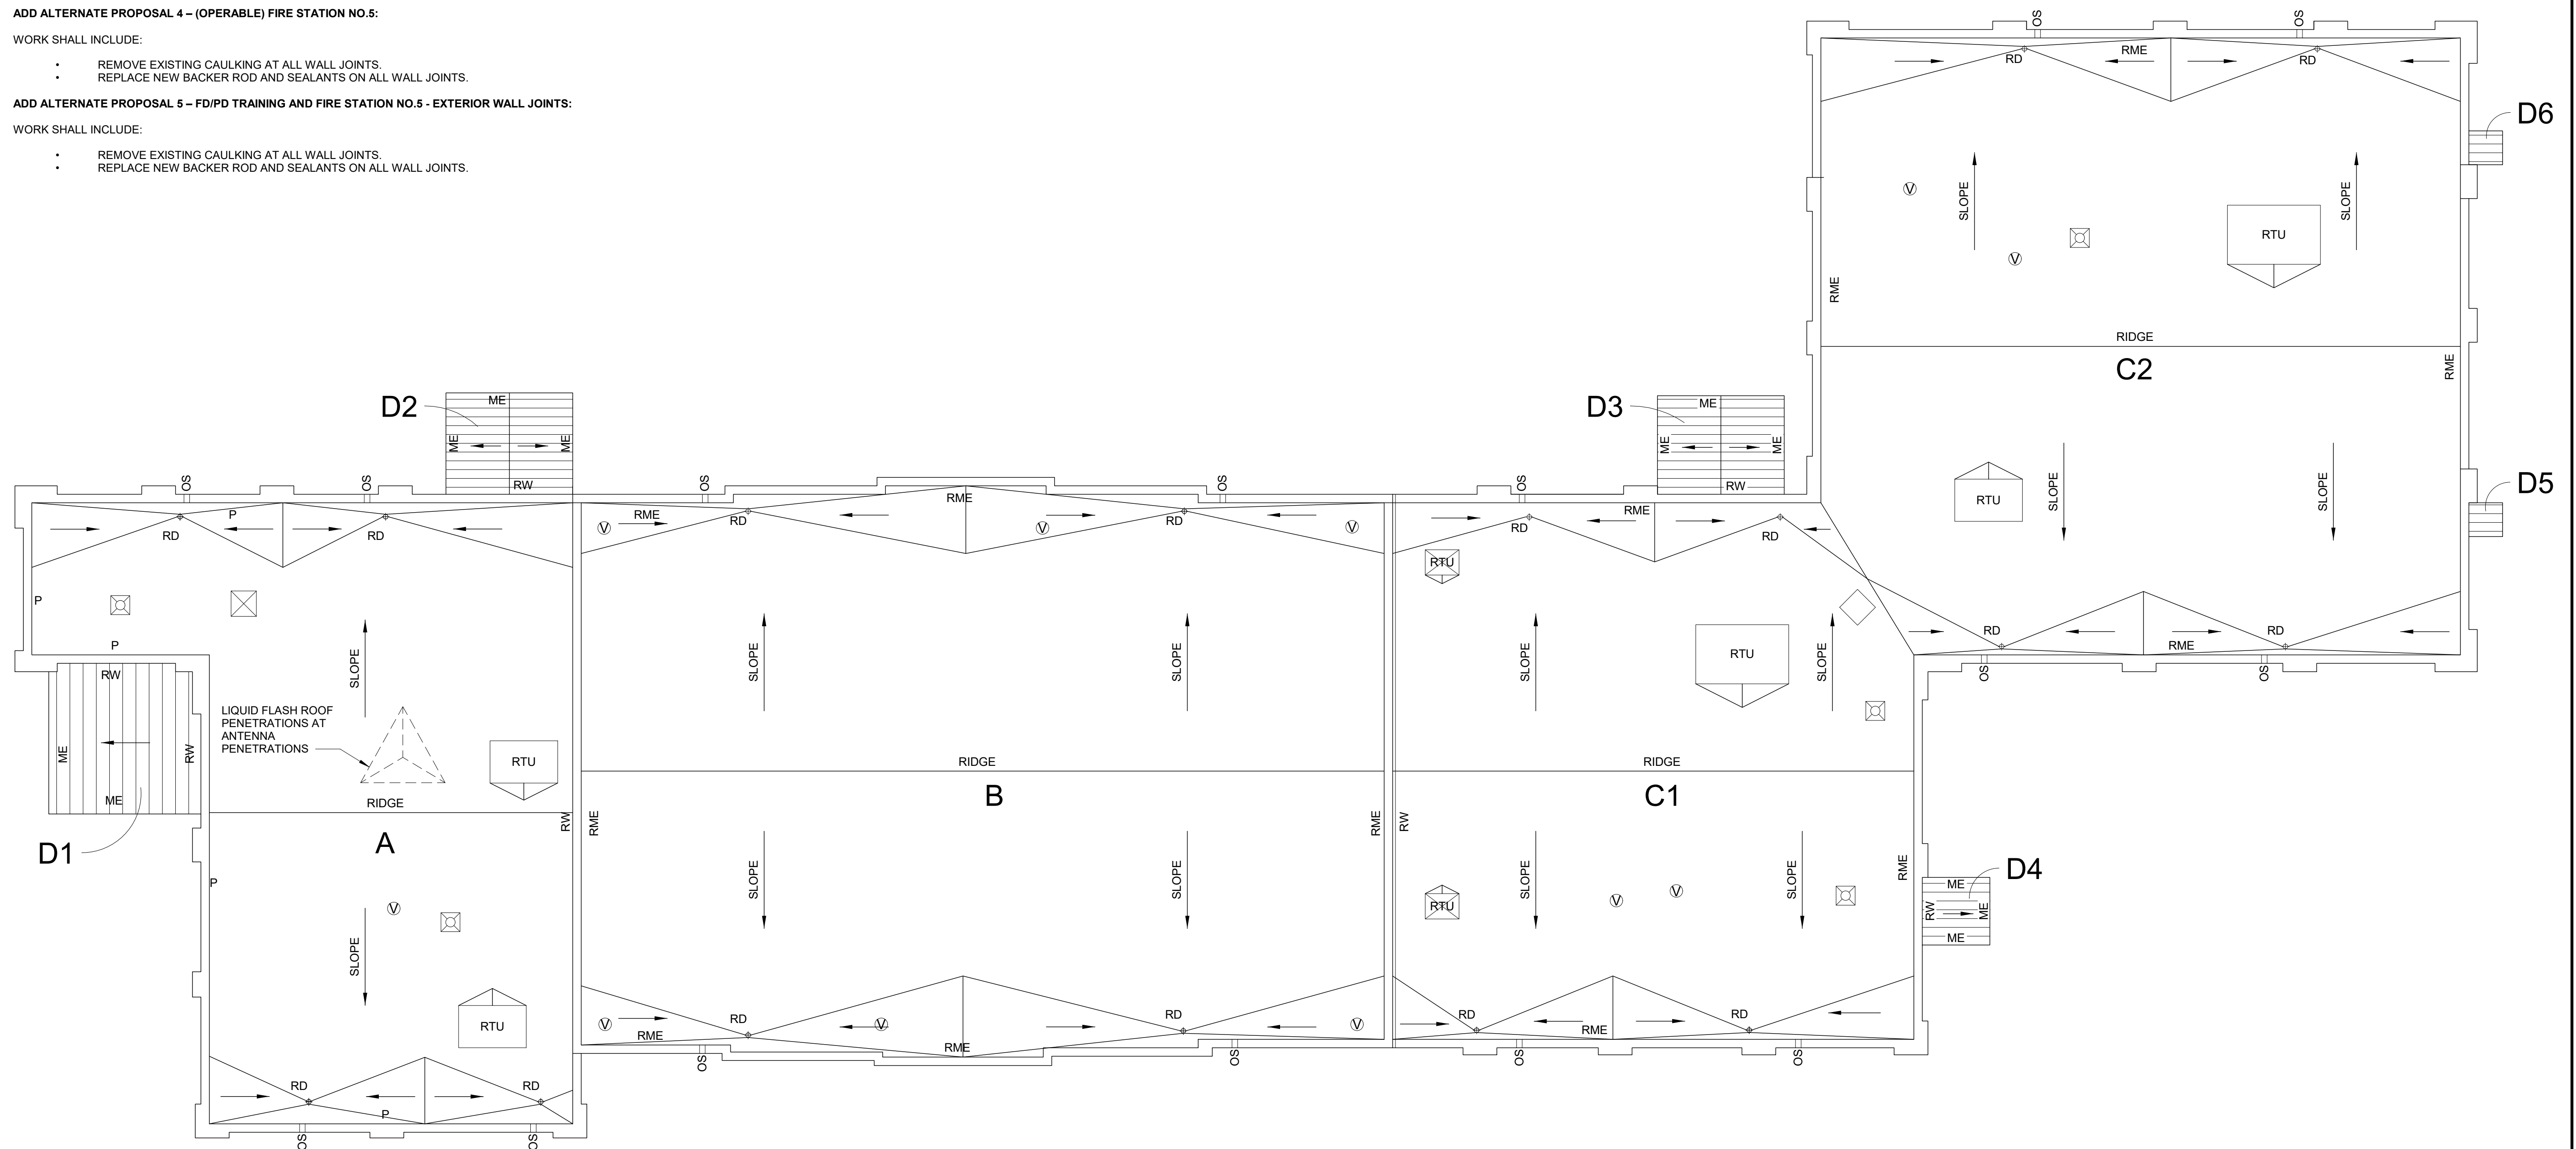 ADD ALTERNATE PROPOSAL 4 – (OPERABLE) FIRE STATION NO.5:
WORK SHALL INCLUDE:
• REMOVE EXISTING CAULKING AT ALL WALL JOINTS.
• REPLACE NEW BACKER ROD AND SEALANTS ON ALL WALL JOINTS.
ADD ALTERNATE PROPOSAL 5 – FD/PD TRAINING AND FIRE STATION NO.5 - EXTERIOR WALL JOINTS:
WORK SHALL INCLUDE:
• REMOVE EXISTING CAULKING AT ALL WALL JOINTS.
• REPLACE NEW BACKER ROD AND SEALANTS ON ALL WALL JOINTS.
OS
OS
RD
RME
RD
D6
V
SLOPE
SLOPE
V
RTU
RME
RIDGE
C2
RME
RTU
SLOPE
SLOPE
D5
RD
RD
RME
OS
OS
D2
ME
ME
ME
RW
D3
ME
ME
ME
RW
OS
OS
P
RD
RD
P
P
RW
ME
RW
ME
D1
SLOPE
LIQUID FLASH ROOF
PENETRATIONS AT
ANTENNA
PENETRATIONS
RTU
RIDGE
A
RW
P
V
SLOPE
RTU
RD
RD
P
OS
OS
OS
OS
RME
RME
V
RD
V
RD
V
SLOPE
SLOPE
RIDGE
B
RME
RME
SLOPE
SLOPE
RD
RD
V
V
V
RME
RME
OS
OS
OS
RME
RD
RD
RTU
SLOPE
RTU
SLOPE
RIDGE
C1
RW
RME
SLOPE
SLOPE
RTU
V
V
RD
RD
RME
OS
OS
D4
ME
RW
ME
ME